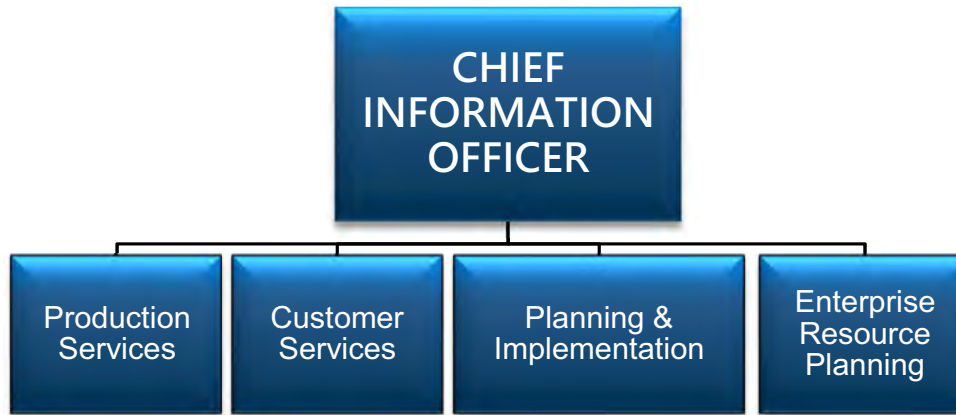 CHIEF
INFORMATION
OFFICER
Production
Services
Customer
Services
Planning &
Implementation
Enterprise
Resource
Planning